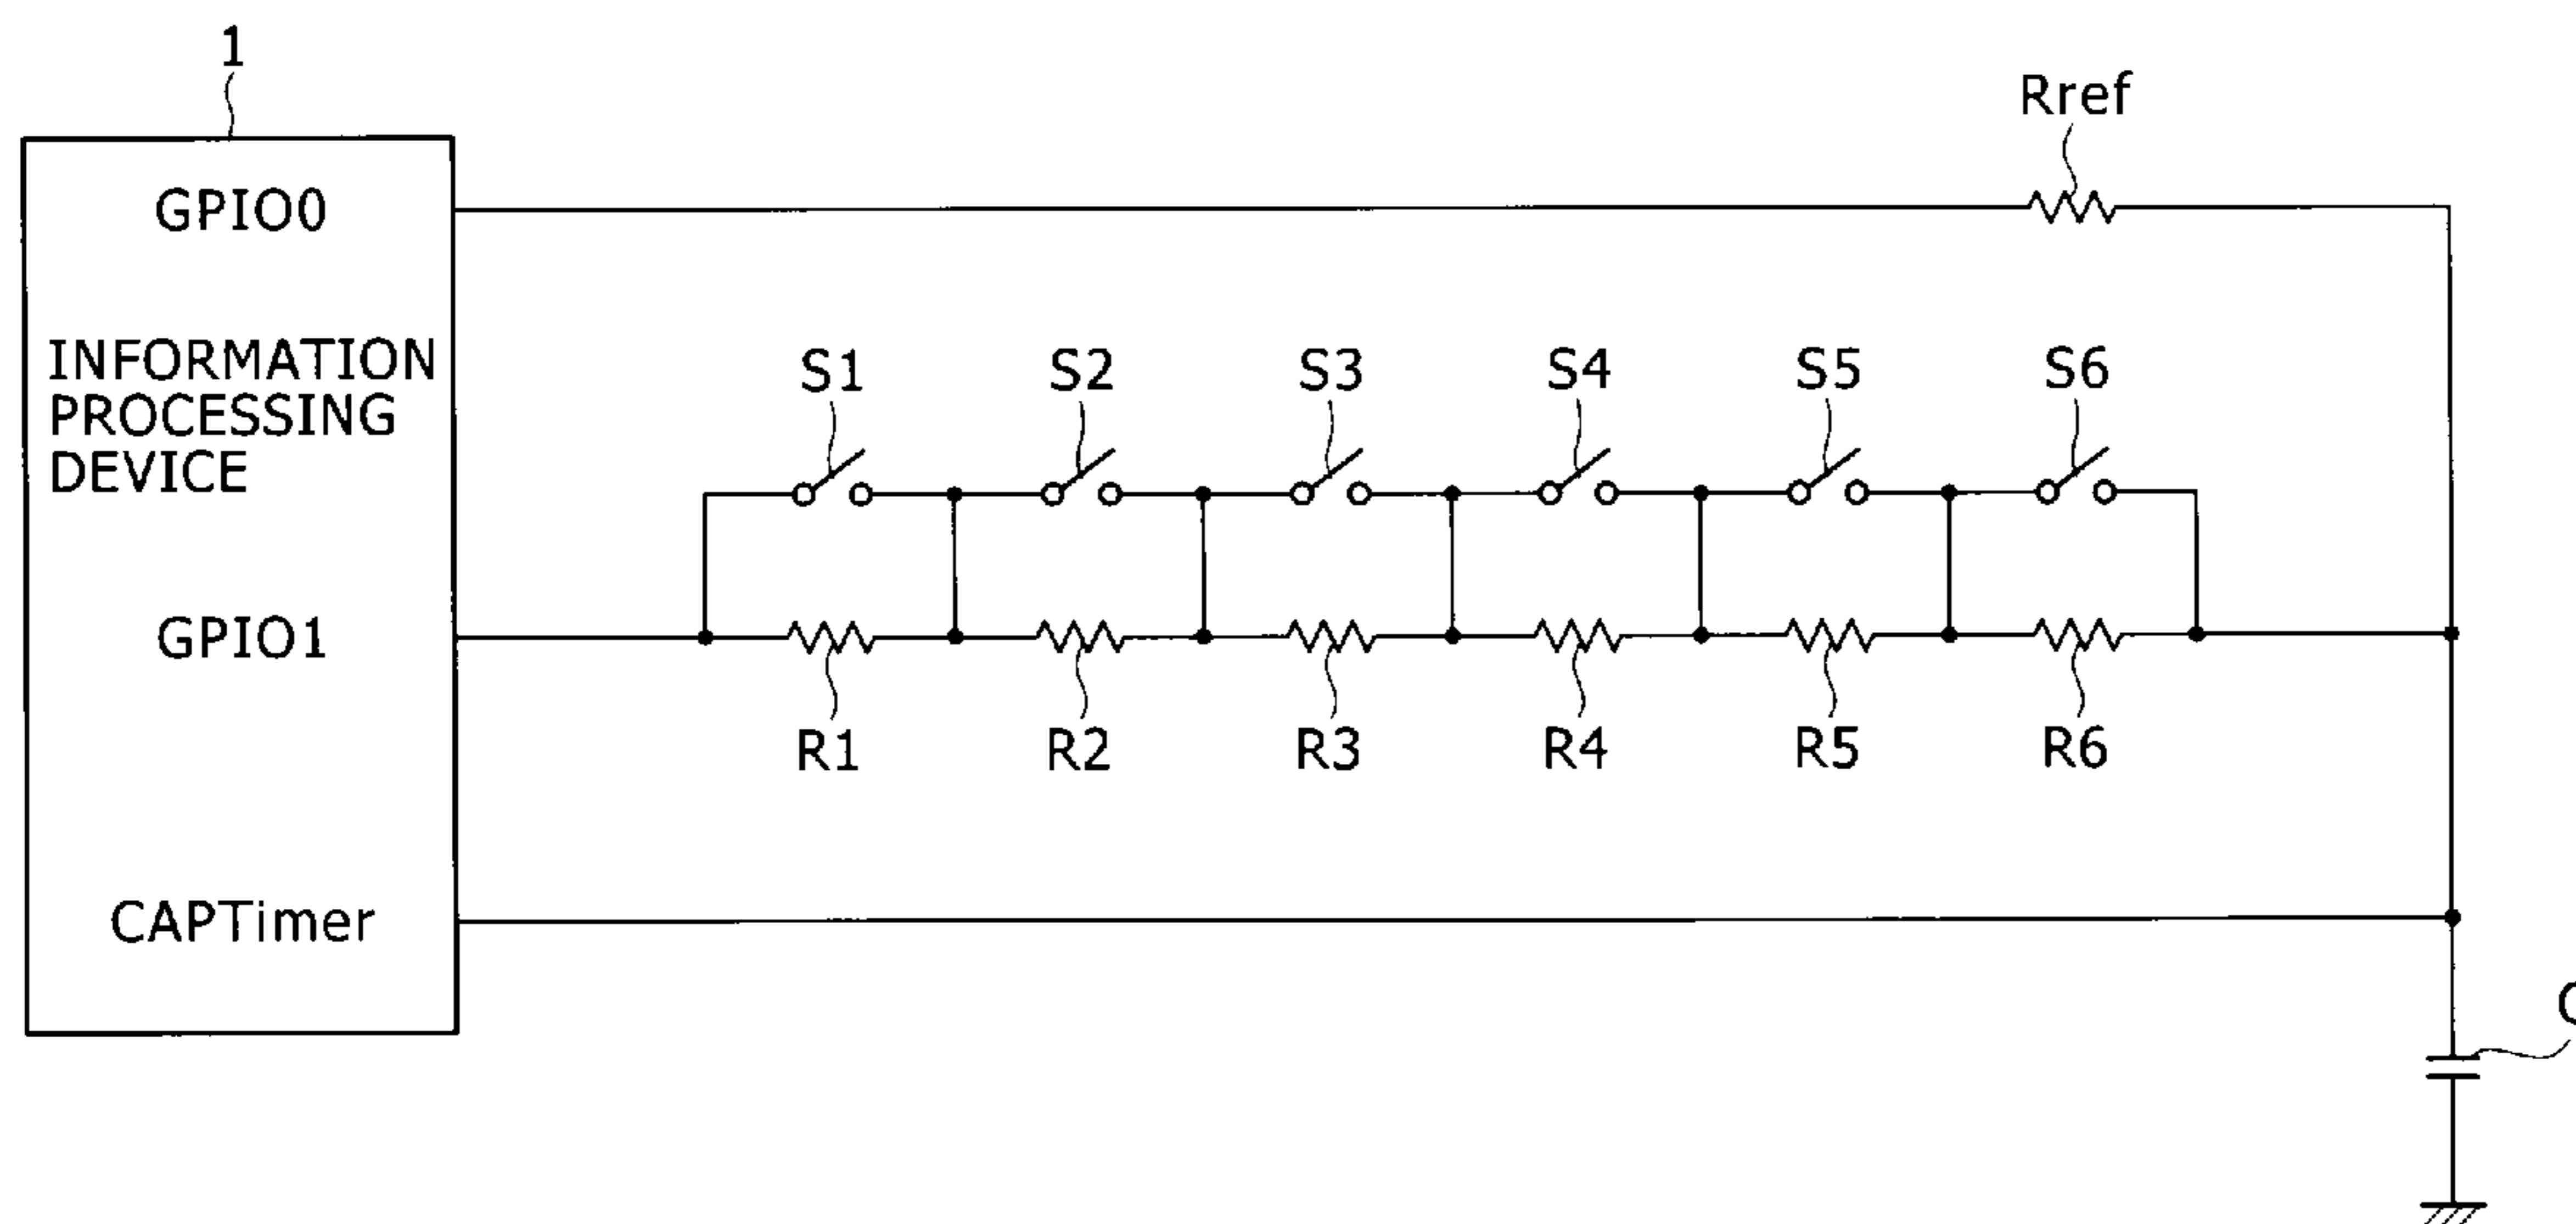 1
Rref
GPIO0
INFORMATION
PROCESSING
DEVICE
S1 S2 S3 S4 S5 S6
GPIO1
R1 R2 R3 R4 R5 R6
CAPTimer